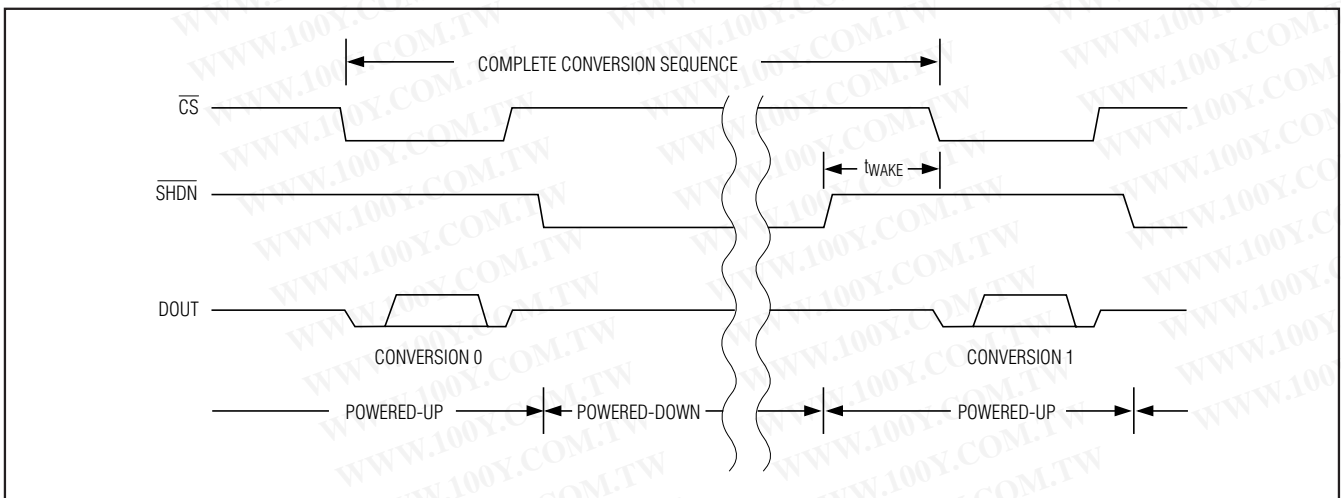 COMPLETE CONVERSION SEQUENCE
CS
tWAKE
SHDN
DOUT
CONVERSION 0
CONVERSION 1
POWERED-UP
POWERED-DOWN
POWERED-UP
WWW.100Y.COM.TW